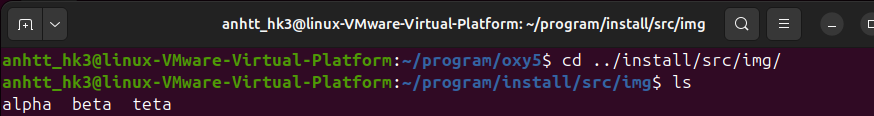 anhtt_hk3@linux-VMware-Virtual-Platform: ~/program/install/src/img
anhtt_hk3@linux-VMware-Virtual-Platform:~/program/oxy5$ cd ../install/src/img/
anhtt_hk3@linux-VMware-Virtual-Platform:~/program/install/src/img$ ls
alpha  beta  teta